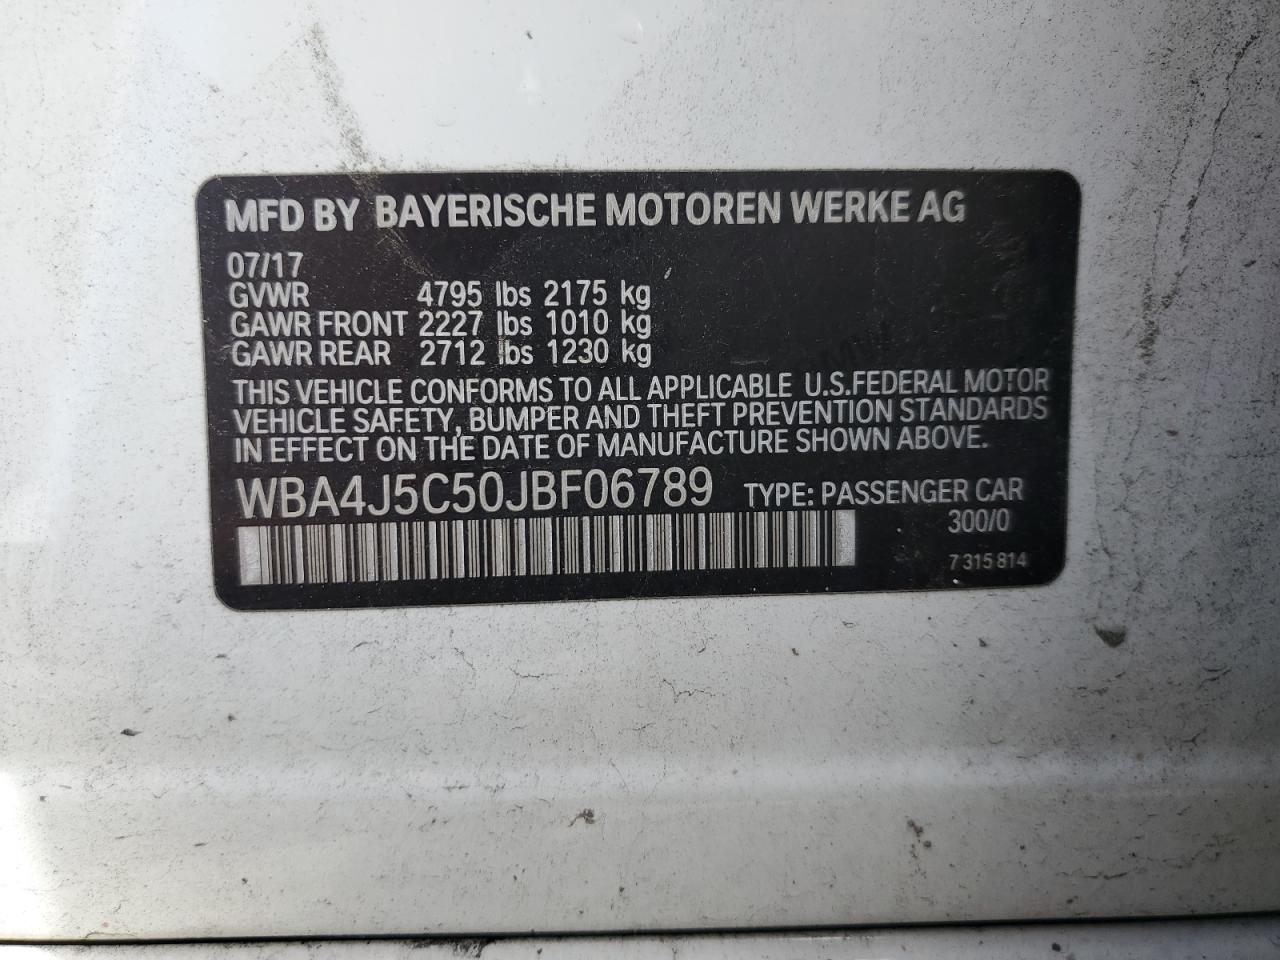 MFD BY BAYERISCHE MOTOREN WERKE AG
07/17
GVWR 4795 lbs 2175 kg
GAWR FRONT 2227 lbs 1010 kg
GAWR REAR 2712 lbs 1230 kg
THIS VEHICLE CONFORMS TO ALL APPLICABLE U.S.FEDERAL MOTOR
VEHICLE SAFETY, BUMPER AND THEFT PREVENTION STANDARDS
IN EFFECT ON THE DATE OF MANUFACTURE SHOWN ABOVE.
WBA4J5C50JBF06789 TYPE: PASSENGER CAR
300/0
7 315 814